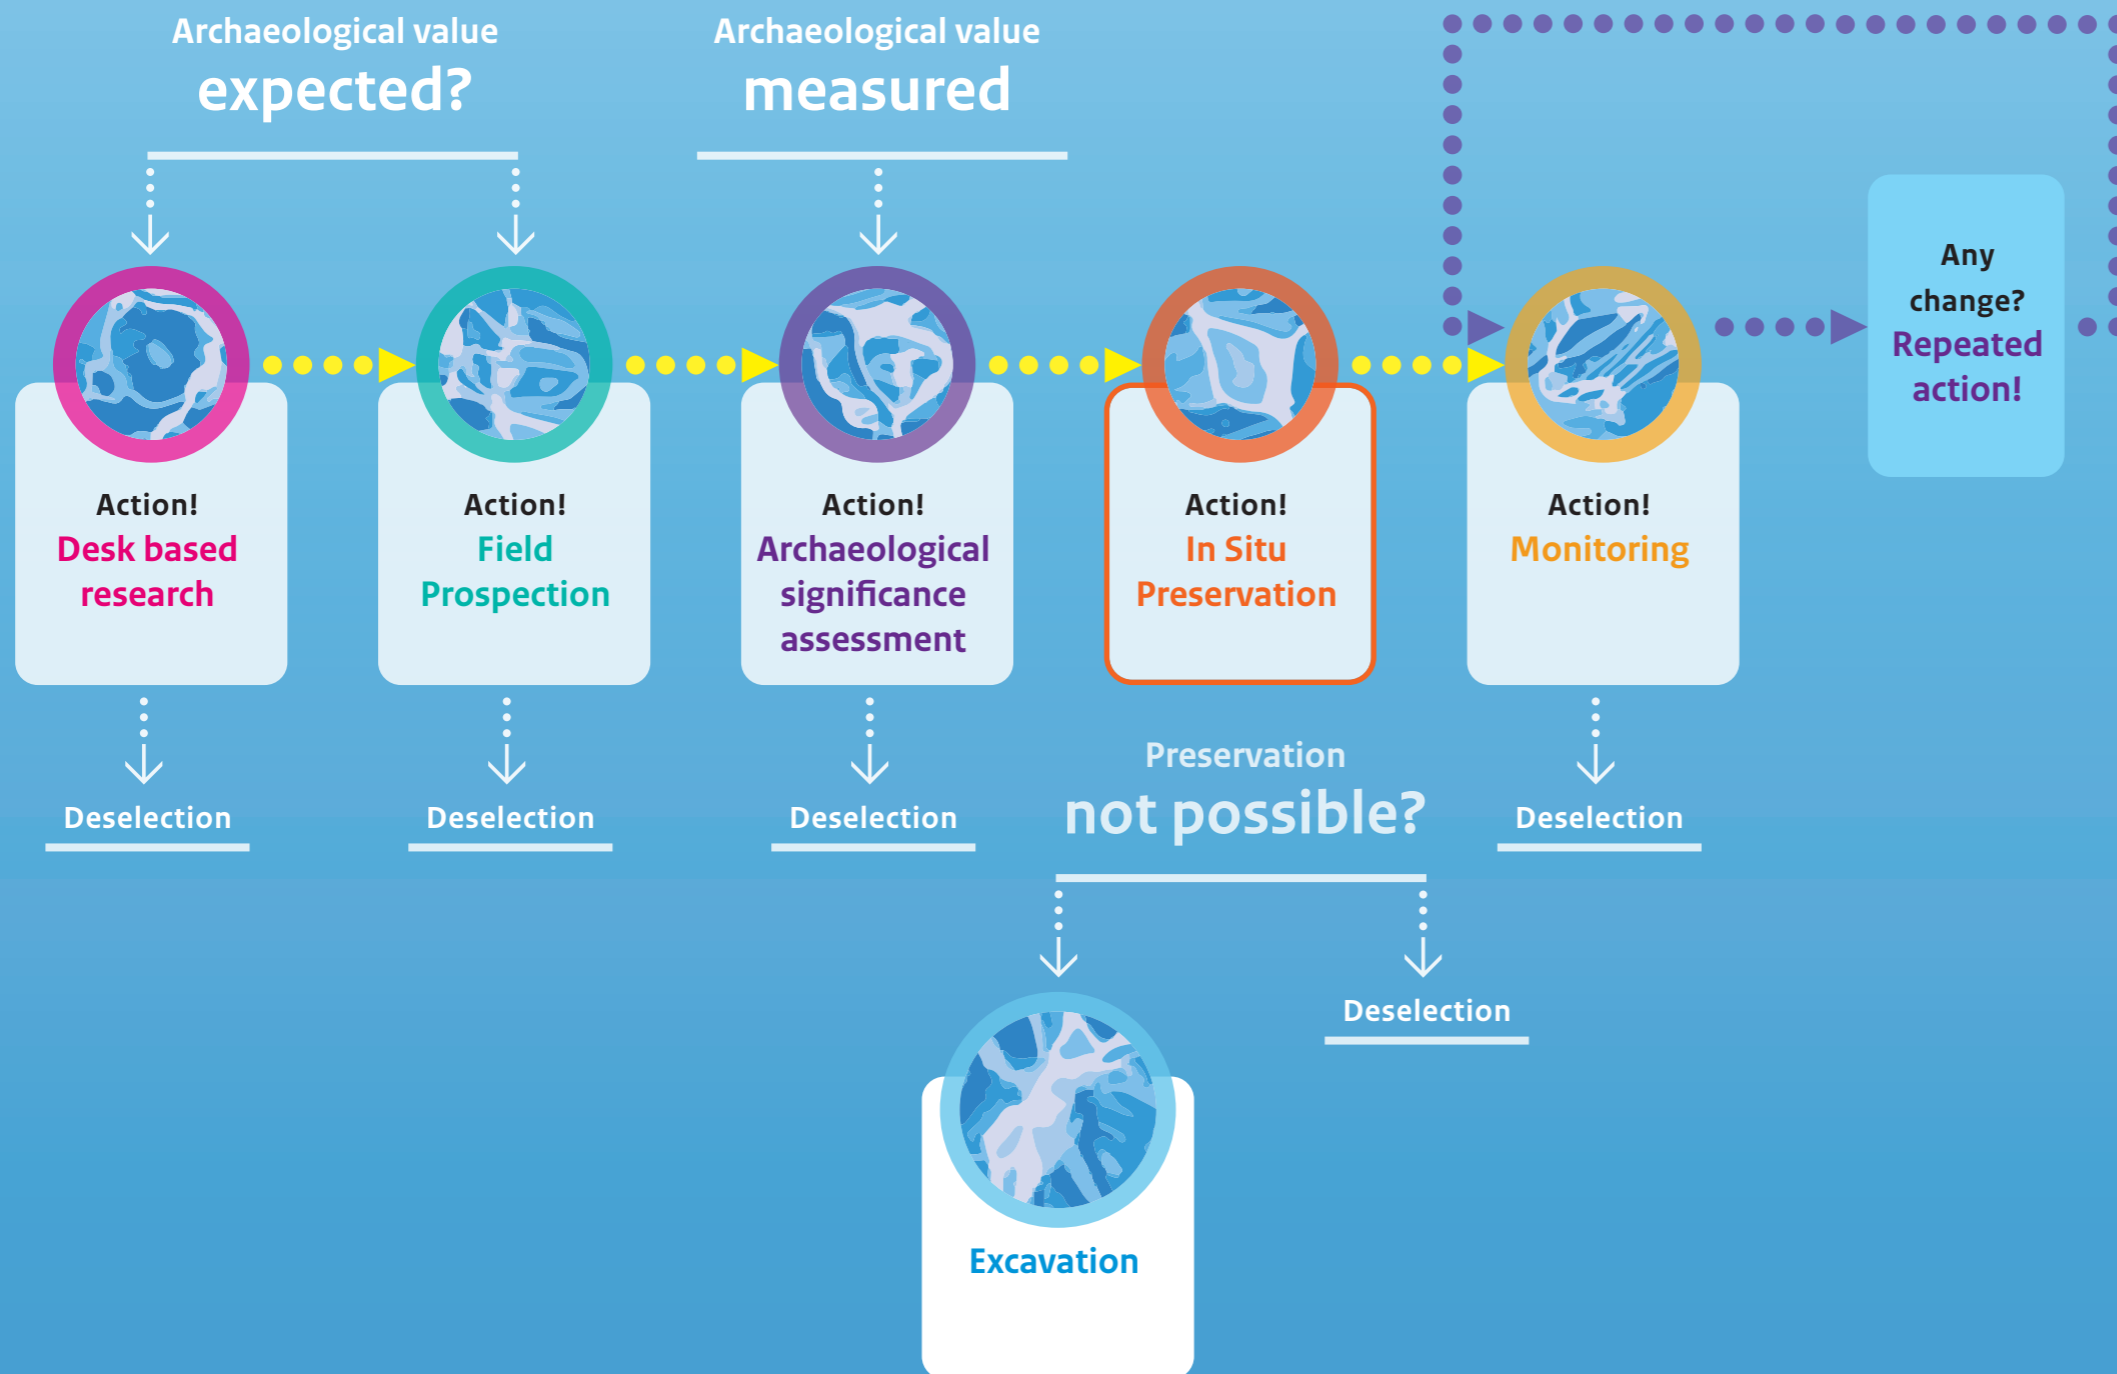 Archaeological value
expected?
Archaeological value
measured
Any
change?
Repeated
action!
Action!
Desk based
research
Action!
Field
Prospection
Action!
Archaeological
significance
assessment
Action!
In Situ
Preservation
Action!
Monitoring
Deselection
Deselection
Deselection
Preservation
not possible?
Deselection
Deselection
Excavation